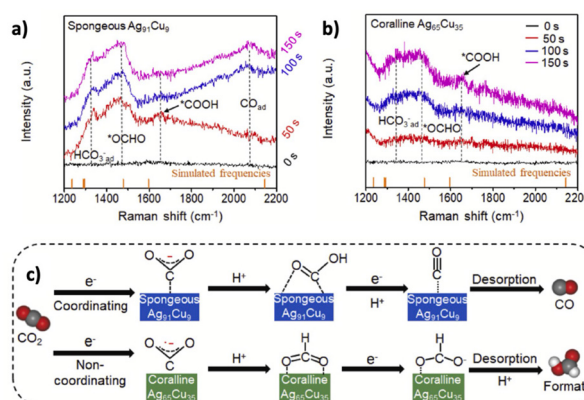 a)
Spongeous Ag91Cu9
*COOH
COad
*OCHO
HCO3-ad
150 s
100 s
50 s
0 s
Simulated frequencies
Intensity (a.u.)
1200 1400 1600 1800 2000 2200
Raman shift (cm-1)
b)
Coralline Ag65Cu35
0 s
50 s
100 s
150 s
*COOH
HCO3-ad
*OCHO
Simulated frequencies
Intensity (a.u.)
1200 1400 1600 1800 2000 2200
Raman shift (cm-1)
c)
CO2
e-
Coordinating
O O
C
Spongeous
Ag91Cu9
H+
O OH
C
Spongeous
Ag91Cu9
e-
H+
O
C
Spongeous
Ag91Cu9
Desorption
CO
e-
Non-
coordinating
O O
C
Coralline
Ag65Cu35
H+
H
C
O O
Coralline
Ag65Cu35
e-
H
C
O O-
Coralline
Ag65Cu35
Desorption
H+
Format